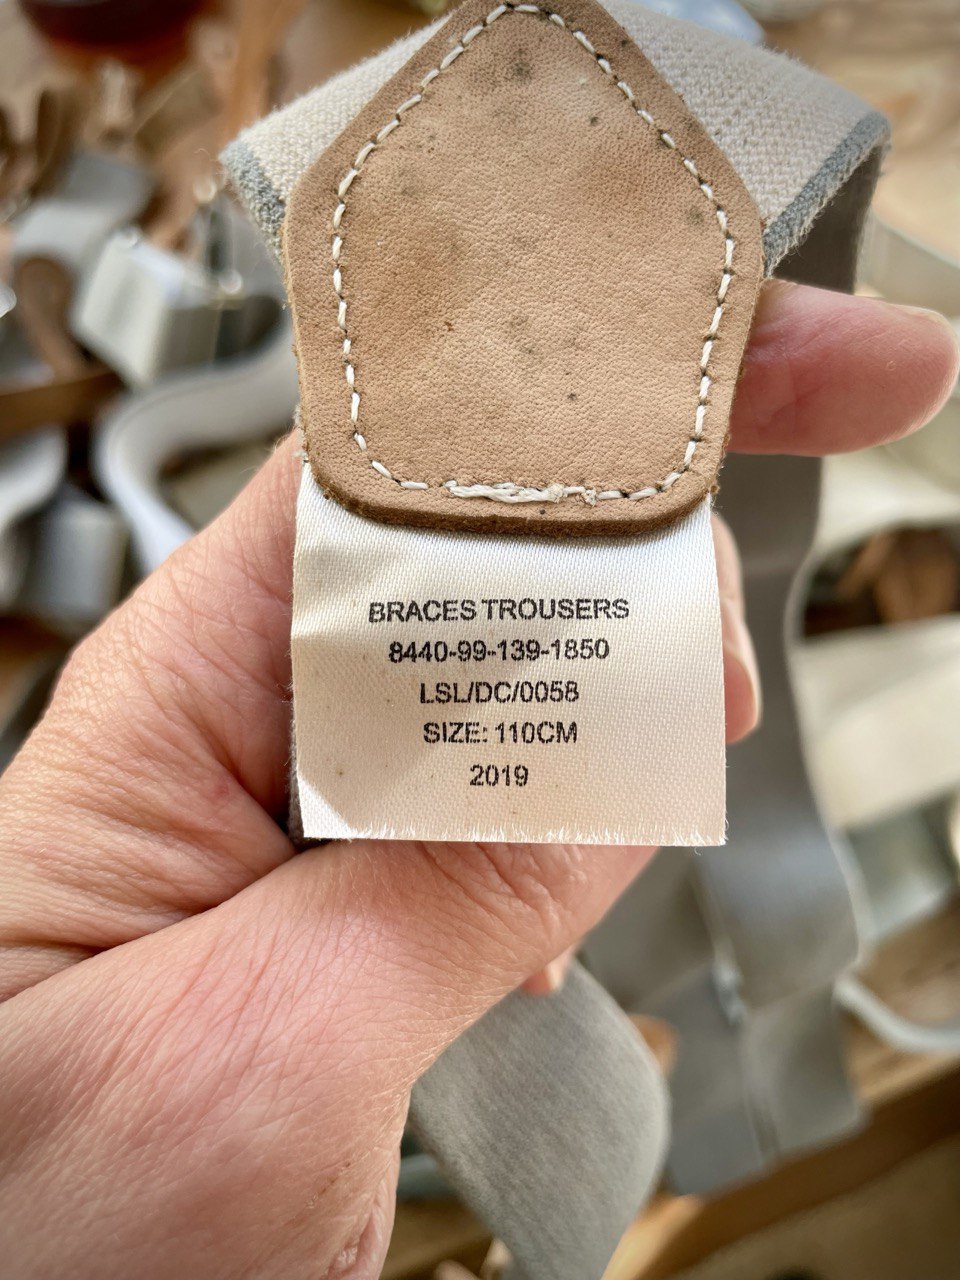 BRACES TROUSERS
8440-99-139-1850
LSL/DC/0058
SIZE: 110CM
2019